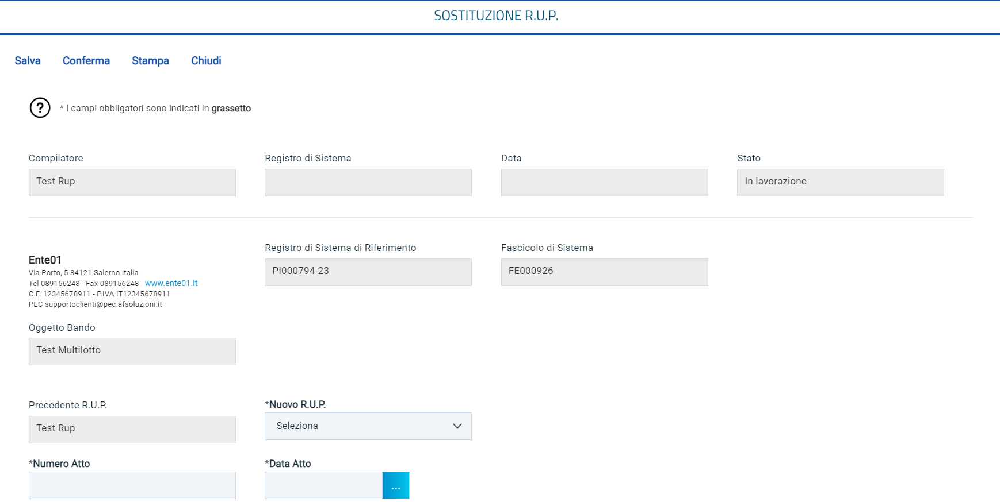 SOSTITUZIONE R.U.P.
Salva Conferma Stampa Chiudi
? * I campi obbligatori sono indicati in grassetto
Compilatore Registro di Sistema Data Stato
Test Rup In lavorazione
Registro di Sistema di Riferimento Fascicolo di Sistema
PI000794-23 FE000926
Ente01
Via Porto, 5 84121 Salerno Italia
Tel 089156248 - Fax 089156248 - www.ente01.it
C.F. 12345678911 - P.IVA IT12345678911
PEC supportoclienti@pec.afsoluzioni.it
Oggetto Bando
Test Multilotto
Precedente R.U.P. *Nuovo R.U.P.
Test Rup Seleziona
*Numero Atto *Data Atto
...